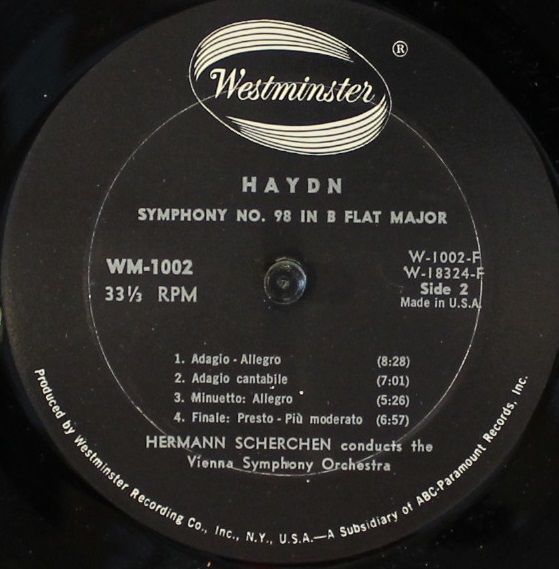 Westminster ®
HAYDN
SYMPHONY NO. 98 IN B FLAT MAJOR
WM-1002
33⅓ RPM
W-1002-F
W-18324-F
Side 2
Made in U.S.A.
1. Adagio - Allegro (8:28)
2. Adagio cantabile (7:01)
3. Minuetto: Allegro (5:26)
4. Finale: Presto - Più moderato (6:57)
HERMANN SCHERCHEN conducts the
Vienna Symphony Orchestra
Produced by Westminster Recording Co., Inc., N.Y., U.S.A.—A Subsidiary of ABC-Paramount Records, Inc.